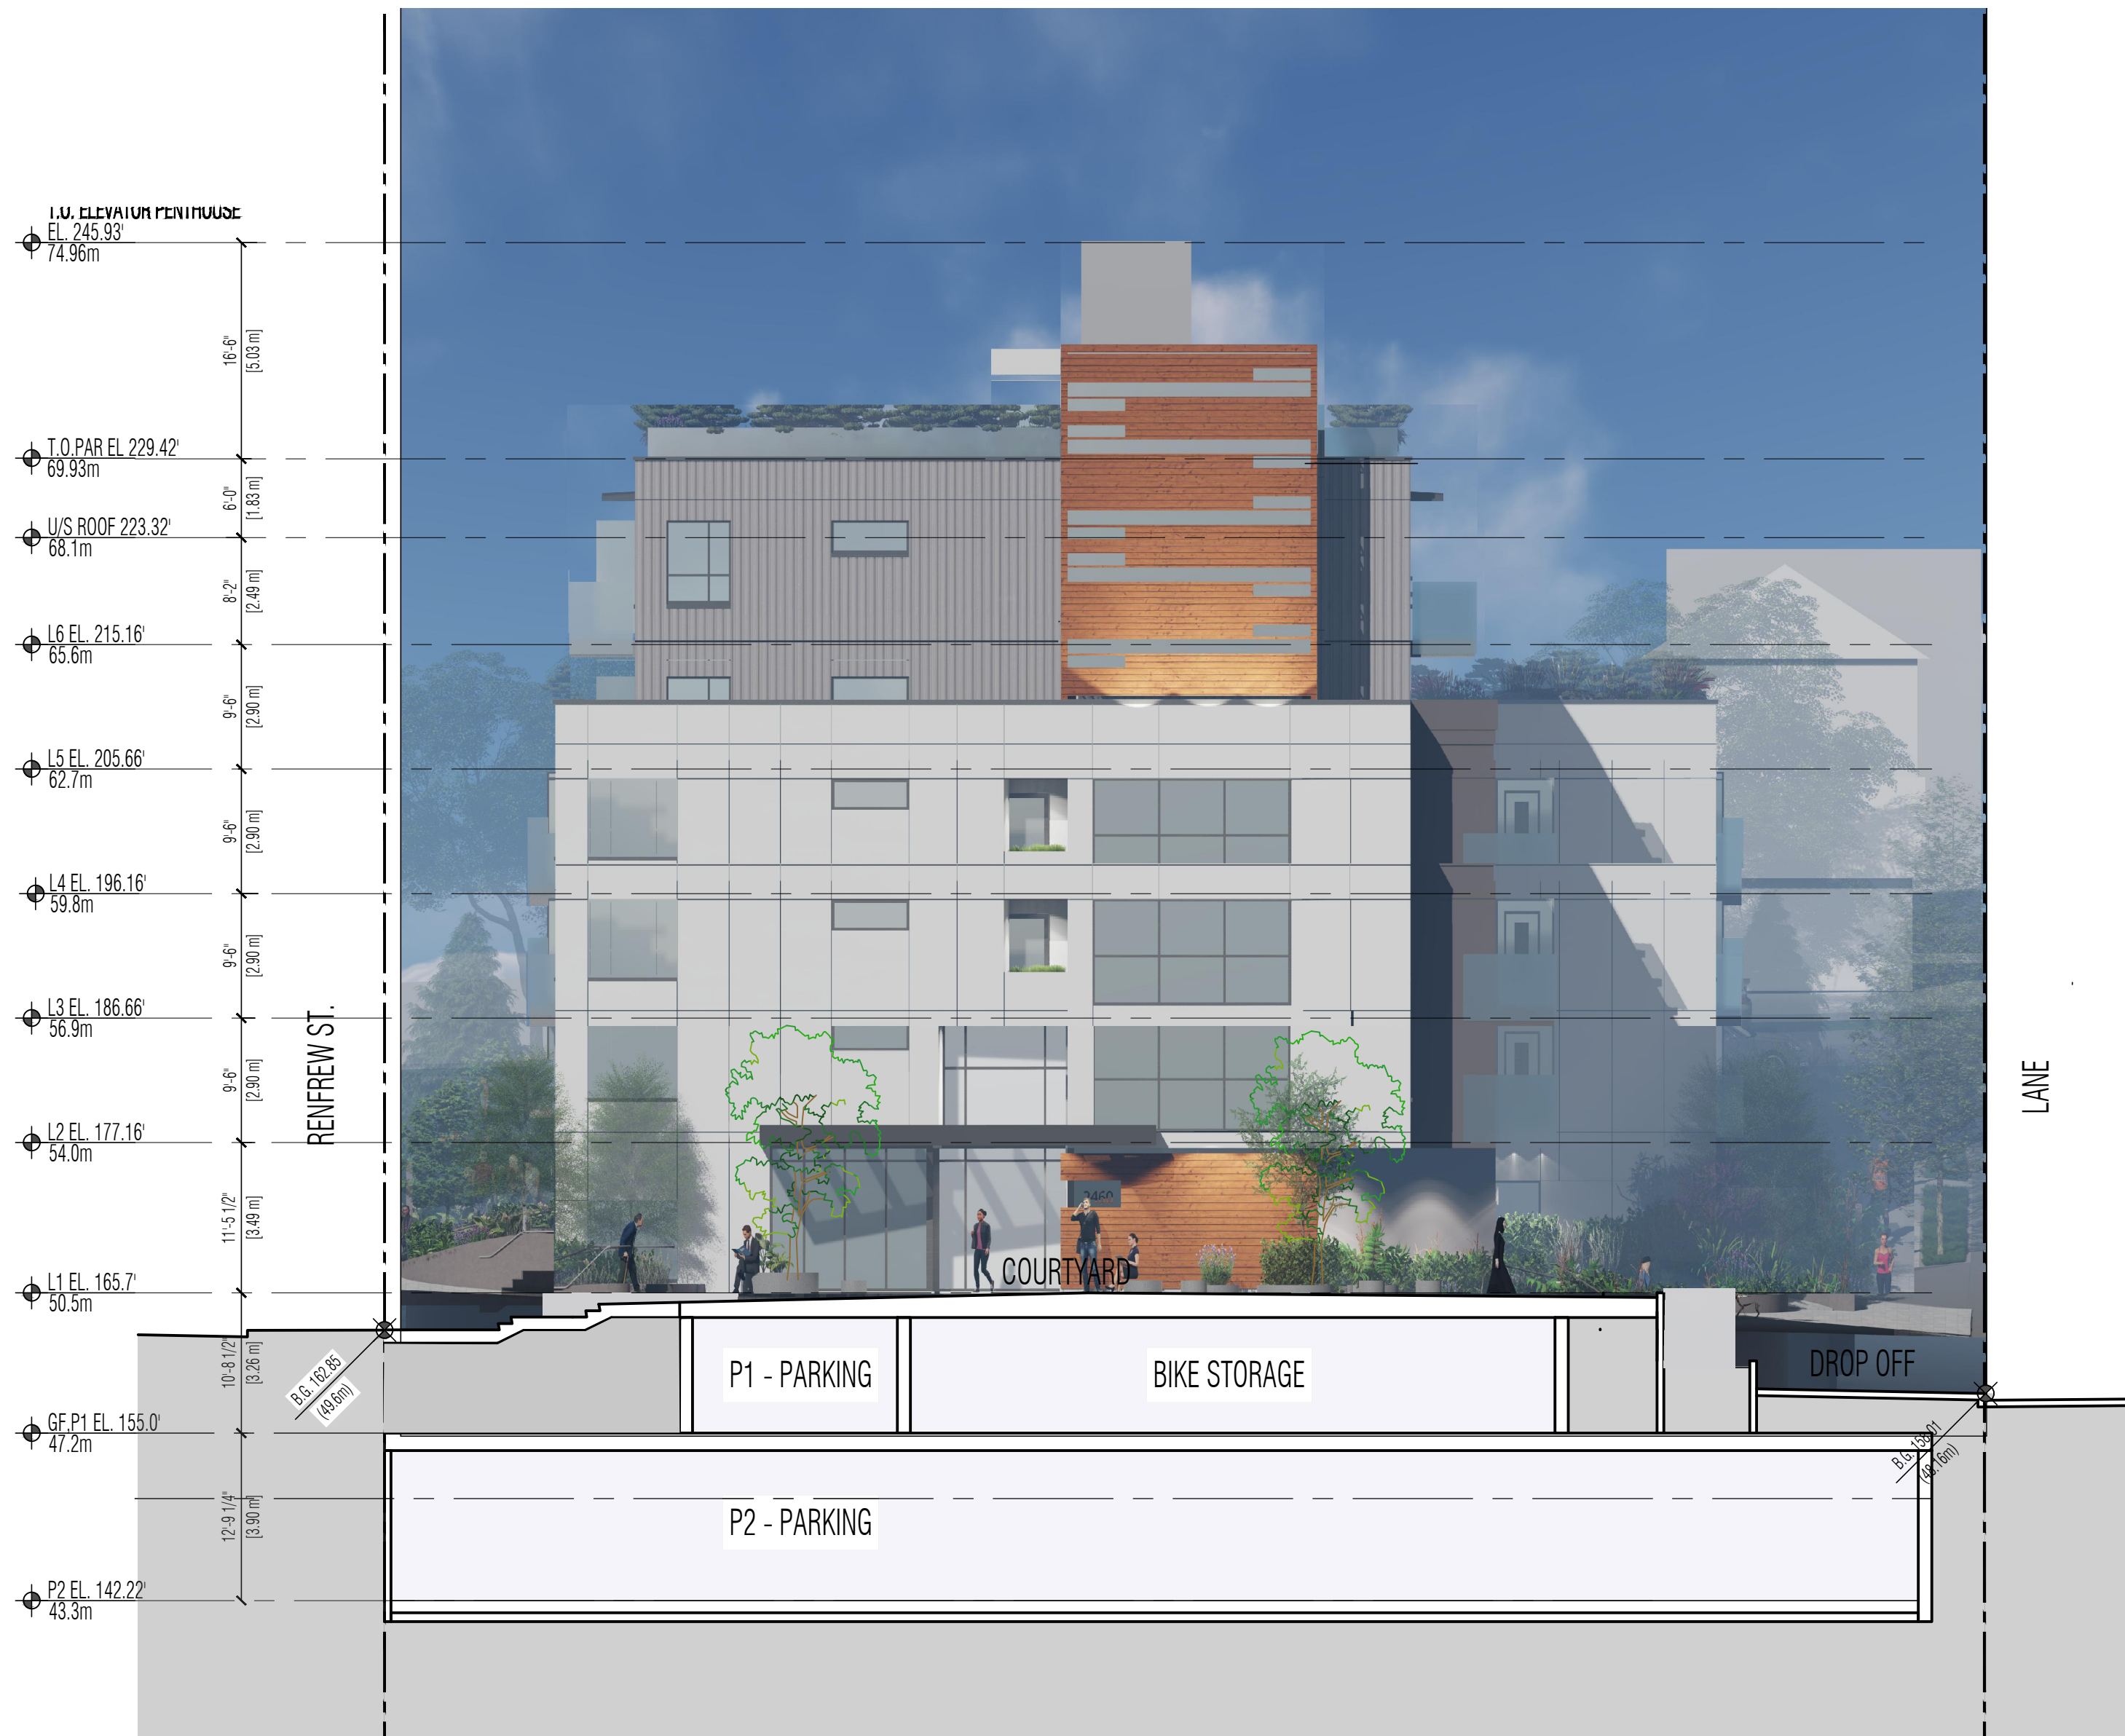 T.O. ELEVATOR PENTHOUSE
EL. 245.93'
74.96m
16'-6"
[5.03 m]
T.O.PAR EL 229.42'
69.93m
6'-0"
[1.83 m]
U/S ROOF 223.32'
68.1m
8'-2"
[2.49 m]
L6 EL. 215.16'
65.6m
9'-6"
[2.90 m]
L5 EL. 205.66'
62.7m
9'-6"
[2.90 m]
L4 EL. 196.16'
59.8m
9'-6"
[2.90 m]
L3 EL. 186.66'
56.9m
RENFREW ST.
LANE
9'-6"
[2.90 m]
L2 EL. 177.16'
54.0m
11'-5 1/2"
[3.49 m]
3460
COURTYARD
L1 EL. 165.7'
50.5m
10'-8 1/2"
[3.26 m]
B.G. 162.85
(49.6m)
P1 - PARKING
BIKE STORAGE
DROP OFF
GF,P1 EL. 155.0'
47.2m
B.G. 158.01
(48.16m)
12'-9 1/4"
[3.90 m]
P2 - PARKING
P2 EL. 142.22'
43.3m